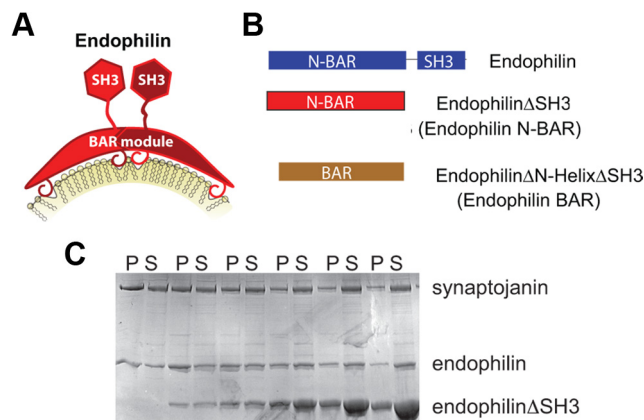 A
Endophilin
SH3 SH3
BAR module
B
N-BAR SH3 Endophilin
N-BAR EndophilinΔSH3
(Endophilin N-BAR)
BAR EndophilinΔN-HelixΔSH3
(Endophilin BAR)
C
P S P S P S P S P S P S
synaptojanin
endophilin
endophilinΔSH3